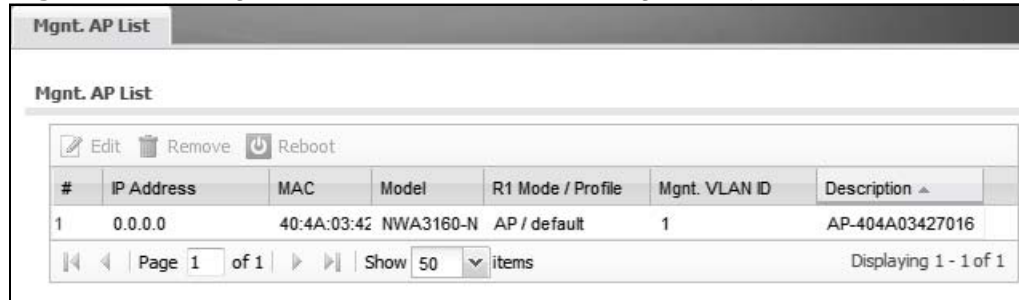 Mgnt. AP List
Mgnt. AP List
Edit Remove Reboot
# IP Address MAC Model R1 Mode / Profile Mgnt. VLAN ID Description
1 0.0.0.0 40:4A:03:42 NWA3160-N AP / default 1 AP-404A03427016
Page 1 of 1 Show 50 items Displaying 1 - 1 of 1